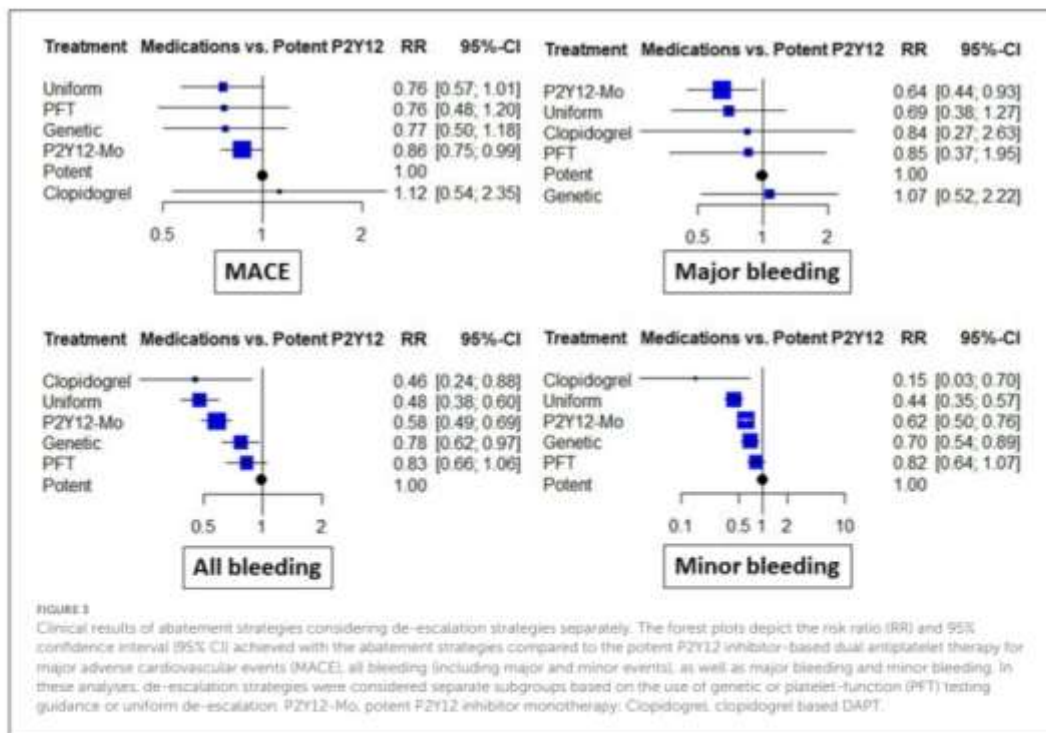 Treatment Medications vs. Potent P2Y12 RR 95%-CI
Uniform 0.76 [0.57; 1.01]
PFT 0.76 [0.48; 1.20]
Genetic 0.77 [0.50; 1.18]
P2Y12-Mo 0.86 [0.75; 0.99]
Potent 1.00
Clopidogrel 1.12 [0.54; 2.35]
0.5 1 2
MACE
Treatment Medications vs. Potent P2Y12 RR 95%-CI
P2Y12-Mo 0.64 [0.44; 0.93]
Uniform 0.69 [0.38; 1.27]
Clopidogrel 0.84 [0.27; 2.63]
PFT 0.85 [0.37; 1.95]
Potent 1.00
Genetic 1.07 [0.52; 2.22]
0.5 1 2
Major bleeding
Treatment Medications vs. Potent P2Y12 RR 95%-CI
Clopidogrel 0.46 [0.24; 0.88]
Uniform 0.48 [0.38; 0.60]
P2Y12-Mo 0.58 [0.49; 0.69]
Genetic 0.78 [0.62; 0.97]
PFT 0.83 [0.66; 1.06]
Potent 1.00
0.5 1 2
All bleeding
Treatment Medications vs. Potent P2Y12 RR 95%-CI
Clopidogrel 0.15 [0.03; 0.70]
Uniform 0.44 [0.35; 0.57]
P2Y12-Mo 0.62 [0.50; 0.76]
Genetic 0.70 [0.54; 0.89]
PFT 0.82 [0.64; 1.07]
Potent 1.00
0.1 0.5 1 2 10
Minor bleeding
FIGURE 3
Clinical results of abatement strategies considering de-escalation strategies separately. The forest plots depict the risk ratio (RR) and 95%
confidence interval (95% CI) achieved with the abatement strategies compared to the potent P2Y12 inhibitor-based dual antiplatelet therapy for
major adverse cardiovascular events (MACE), all bleeding (including major and minor events), as well as major bleeding and minor bleeding. In
these analyses, de-escalation strategies were considered separate subgroups based on the use of genetic or platelet-function (PFT) testing
guidance or uniform de-escalation. P2Y12-Mo, potent P2Y12 inhibitor monotherapy; Clopidogrel, clopidogrel based DAPT.